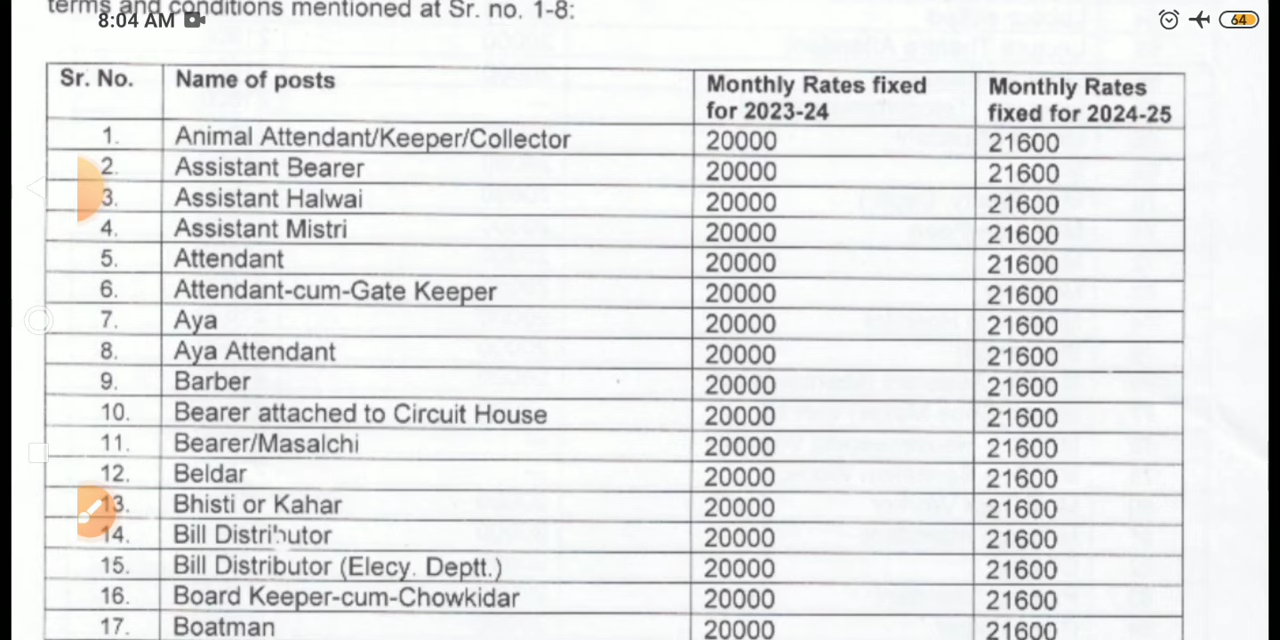 terms and conditions mentioned at Sr. no. 1-8:
8:04 AM
64
Sr. No. Name of posts Monthly Rates fixed for 2023-24 Monthly Rates fixed for 2024-25
1. Animal Attendant/Keeper/Collector 20000 21600
2. Assistant Bearer 20000 21600
3. Assistant Halwai 20000 21600
4. Assistant Mistri 20000 21600
5. Attendant 20000 21600
6. Attendant-cum-Gate Keeper 20000 21600
7. Aya 20000 21600
8. Aya Attendant 20000 21600
9. Barber 20000 21600
10. Bearer attached to Circuit House 20000 21600
11. Bearer/Masalchi 20000 21600
12. Beldar 20000 21600
13. Bhisti or Kahar 20000 21600
14. Bill Distributor 20000 21600
15. Bill Distributor (Elecy. Deptt.) 20000 21600
16. Board Keeper-cum-Chowkidar 20000 21600
17. Boatman 20000 21600